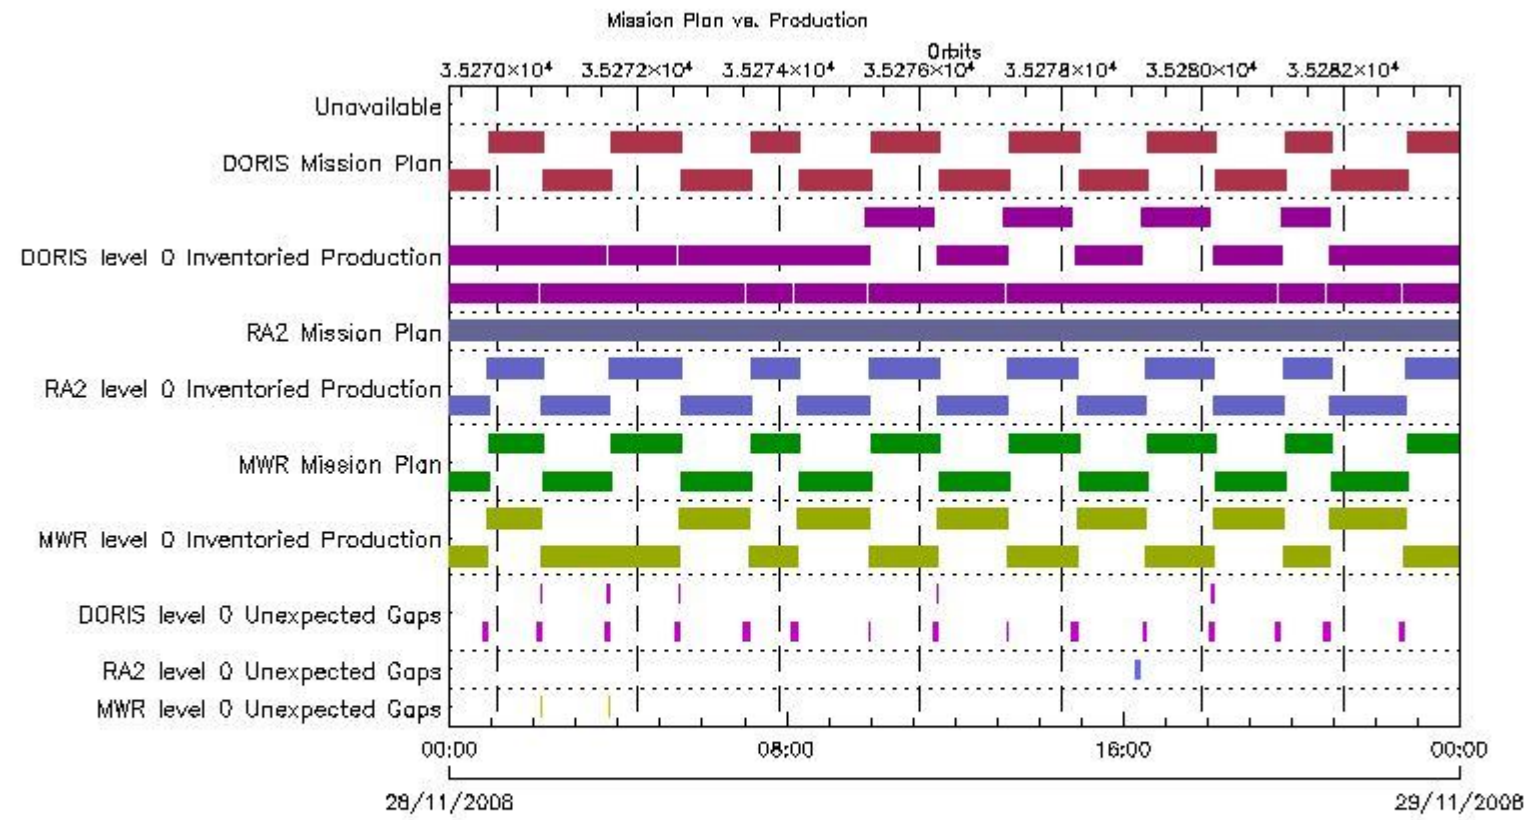 Mission Plan vs. Production
Orbits
3.5270×10⁴ 3.5272×10⁴ 3.5274×10⁴ 3.5276×10⁴ 3.5278×10⁴ 3.5280×10⁴ 3.5282×10⁴
Unavailable
DORIS Mission Plan
DORIS level 0 Inventoried Production
RA2 Mission Plan
RA2 level 0 Inventoried Production
MWR Mission Plan
MWR level 0 Inventoried Production
DORIS level 0 Unexpected Gaps
RA2 level 0 Unexpected Gaps
MWR level 0 Unexpected Gaps
00:00 08:00 16:00 00:00
28/11/2008 29/11/2008